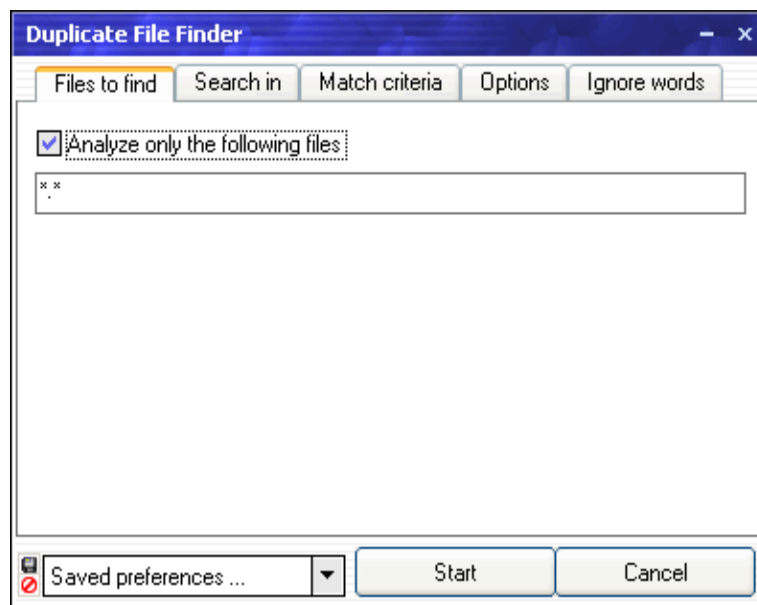 Duplicate File Finder
Files to find Search in Match criteria Options Ignore words
Analyze only the following files
*.*
Saved preferences ... Start Cancel